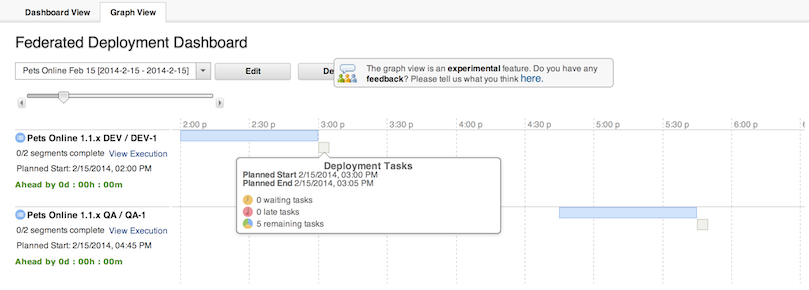 Dashboard View
Graph View
Federated Deployment Dashboard
Pets Online Feb 15 [2014-2-15 - 2014-2-15]
Edit
De
The graph view is an experimental feature. Do you have any
feedback? Please tell us what you think here.
2:00 p
2:30 p
3:00 p
3:30 p
4:00 p
4:30 p
5:00 p
5:30 p
6:00 p
Pets Online 1.1.x DEV / DEV-1
0/2 segments complete View Execution
Planned Start: 2/15/2014, 02:00 PM
Ahead by 0d : 00h : 00m
Deployment Tasks
Planned Start 2/15/2014, 03:00 PM
Planned End 2/15/2014, 03:05 PM
0 waiting tasks
0 late tasks
5 remaining tasks
Pets Online 1.1.x QA / QA-1
0/2 segments complete View Execution
Planned Start: 2/15/2014, 04:45 PM
Ahead by 0d : 00h : 00m